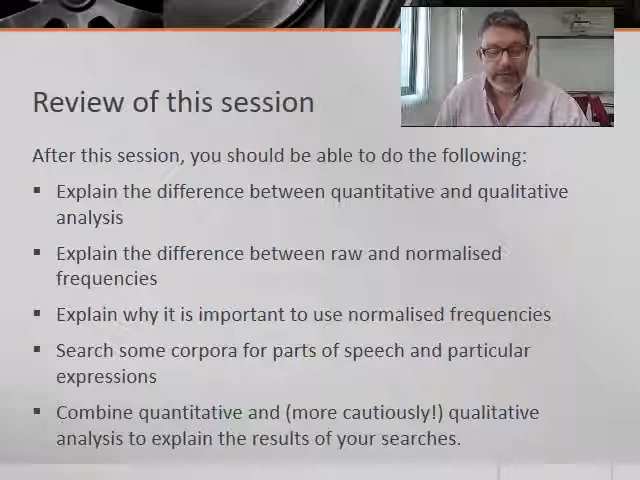 Review of this session
After this session, you should be able to do the following:
▪ Explain the difference between quantitative and qualitative
analysis
▪ Explain the difference between raw and normalised
frequencies
▪ Explain why it is important to use normalised frequencies
▪ Search some corpora for parts of speech and particular
expressions
▪ Combine quantitative and (more cautiously!) qualitative
analysis to explain the results of your searches.